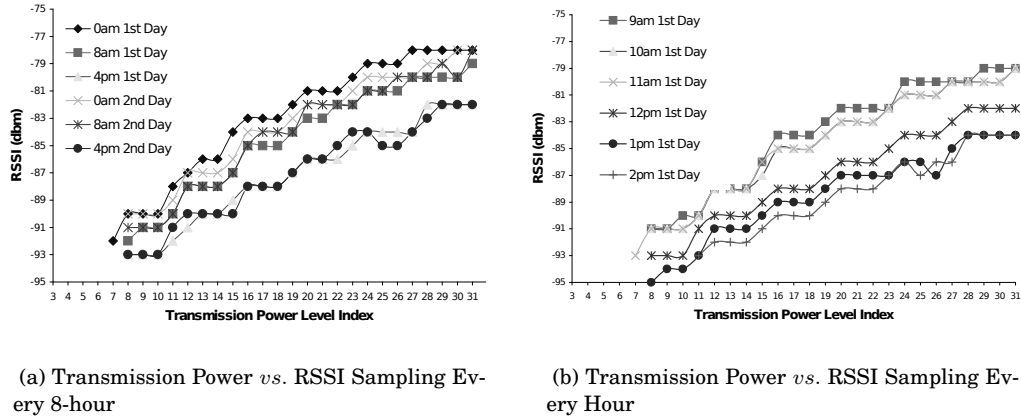 -75
-77
-79
-81
-83
-85
-87
-89
-91
-93
-95
RSSI (dbm)
0am 1st Day
8am 1st Day
4pm 1st Day
0am 2nd Day
8am 2nd Day
4pm 2nd Day
3 4 5 6 7 8 9 10 11 12 13 14 15 16 17 18 19 20 21 22 23 24 25 26 27 28 29 30 31
Transmission Power Level Index
(a) Transmission Power vs. RSSI Sampling Ev-
ery 8-hour
-75
-77
-79
-81
-83
-85
-87
-89
-91
-93
-95
RSSI (dbm)
9am 1st Day
10am 1st Day
11am 1st Day
12pm 1st Day
1pm 1st Day
2pm 1st Day
3 4 5 6 7 8 9 10 11 12 13 14 15 16 17 18 19 20 21 22 23 24 25 26 27 28 29 30 31
Transmission Power Level Index
(b) Transmission Power vs. RSSI Sampling Ev-
ery Hour